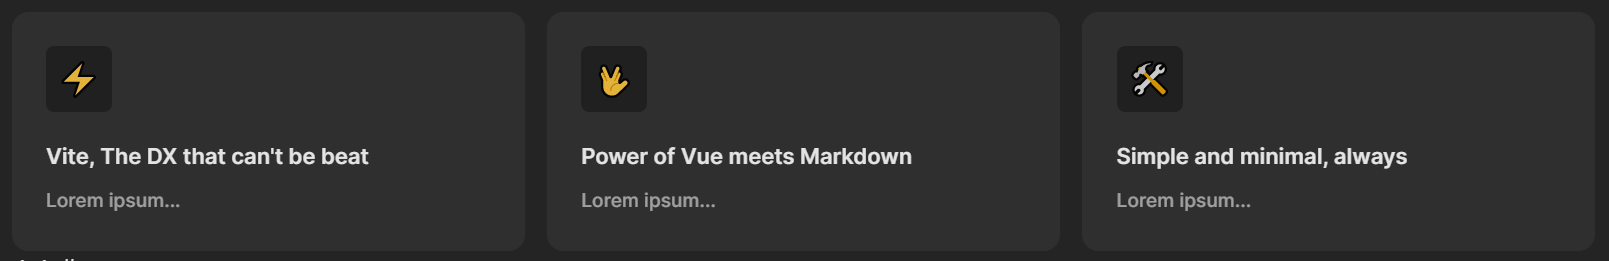 Vite, The DX that can't be beat
Lorem ipsum...
Power of Vue meets Markdown
Lorem ipsum...
Simple and minimal, always
Lorem ipsum...